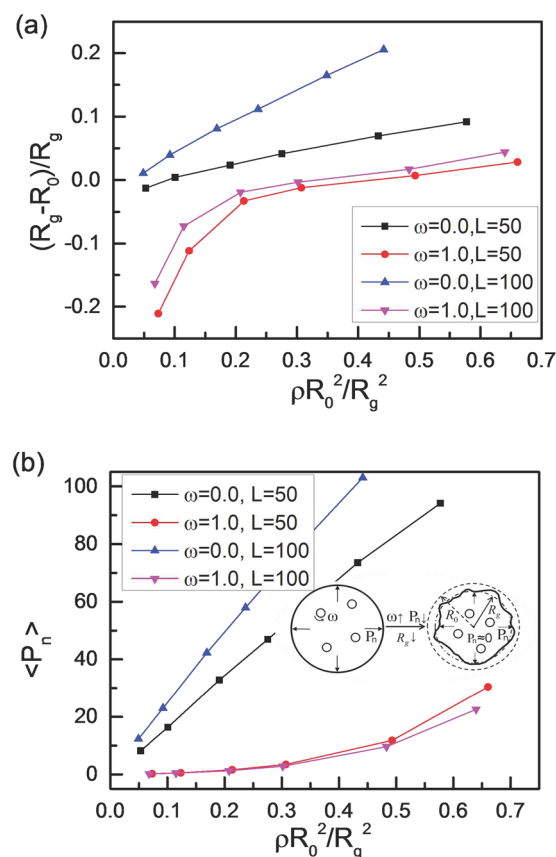 (a)
(Rg-R0)/Rg
0.2
0.1
0.0
-0.1
-0.2
ω=0.0,L=50
ω=1.0,L=50
ω=0.0,L=100
ω=1.0,L=100
0.0 0.1 0.2 0.3 0.4 0.5 0.6 0.7
ρR0²/Rg²
(b)
<Pn>
100
80
60
40
20
0
ω=0.0, L=50
ω=1.0, L=50
ω=0.0, L=100
ω=1.0, L=100
ω
Pn
ω↑ Pn↓
Rg↓
R0
Rg
Pn≈0
0.0 0.1 0.2 0.3 0.4 0.5 0.6 0.7
ρR0²/Rg²